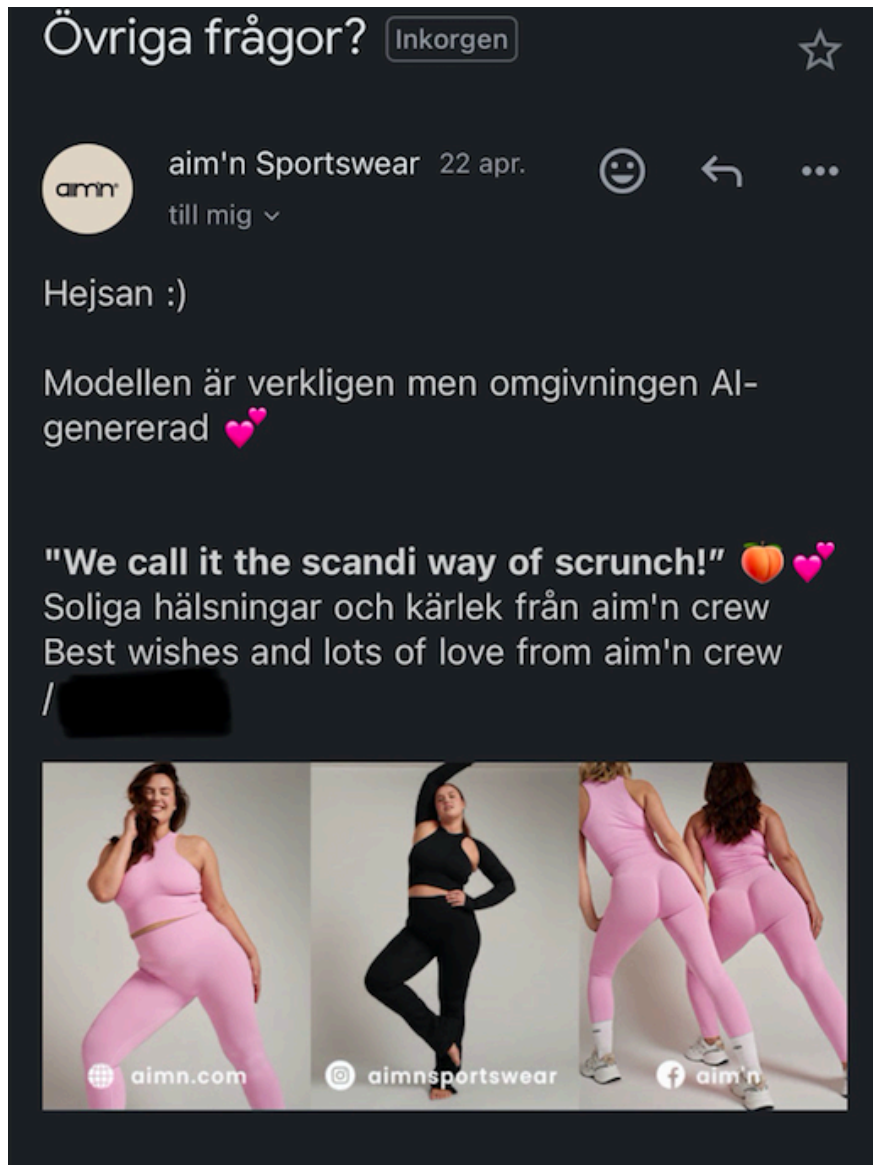 Övriga frågor? Inkorgen
aim'n
aim'n Sportswear 22 apr.
till mig
Hejsan :)
Modellen är verkligen men omgivningen AI-
genererad 💕
"We call it the scandi way of scrunch!” 🍑💕
Soliga hälsningar och kärlek från aim'n crew
Best wishes and lots of love from aim'n crew
/
aimn.com aimnsportswear aim'n